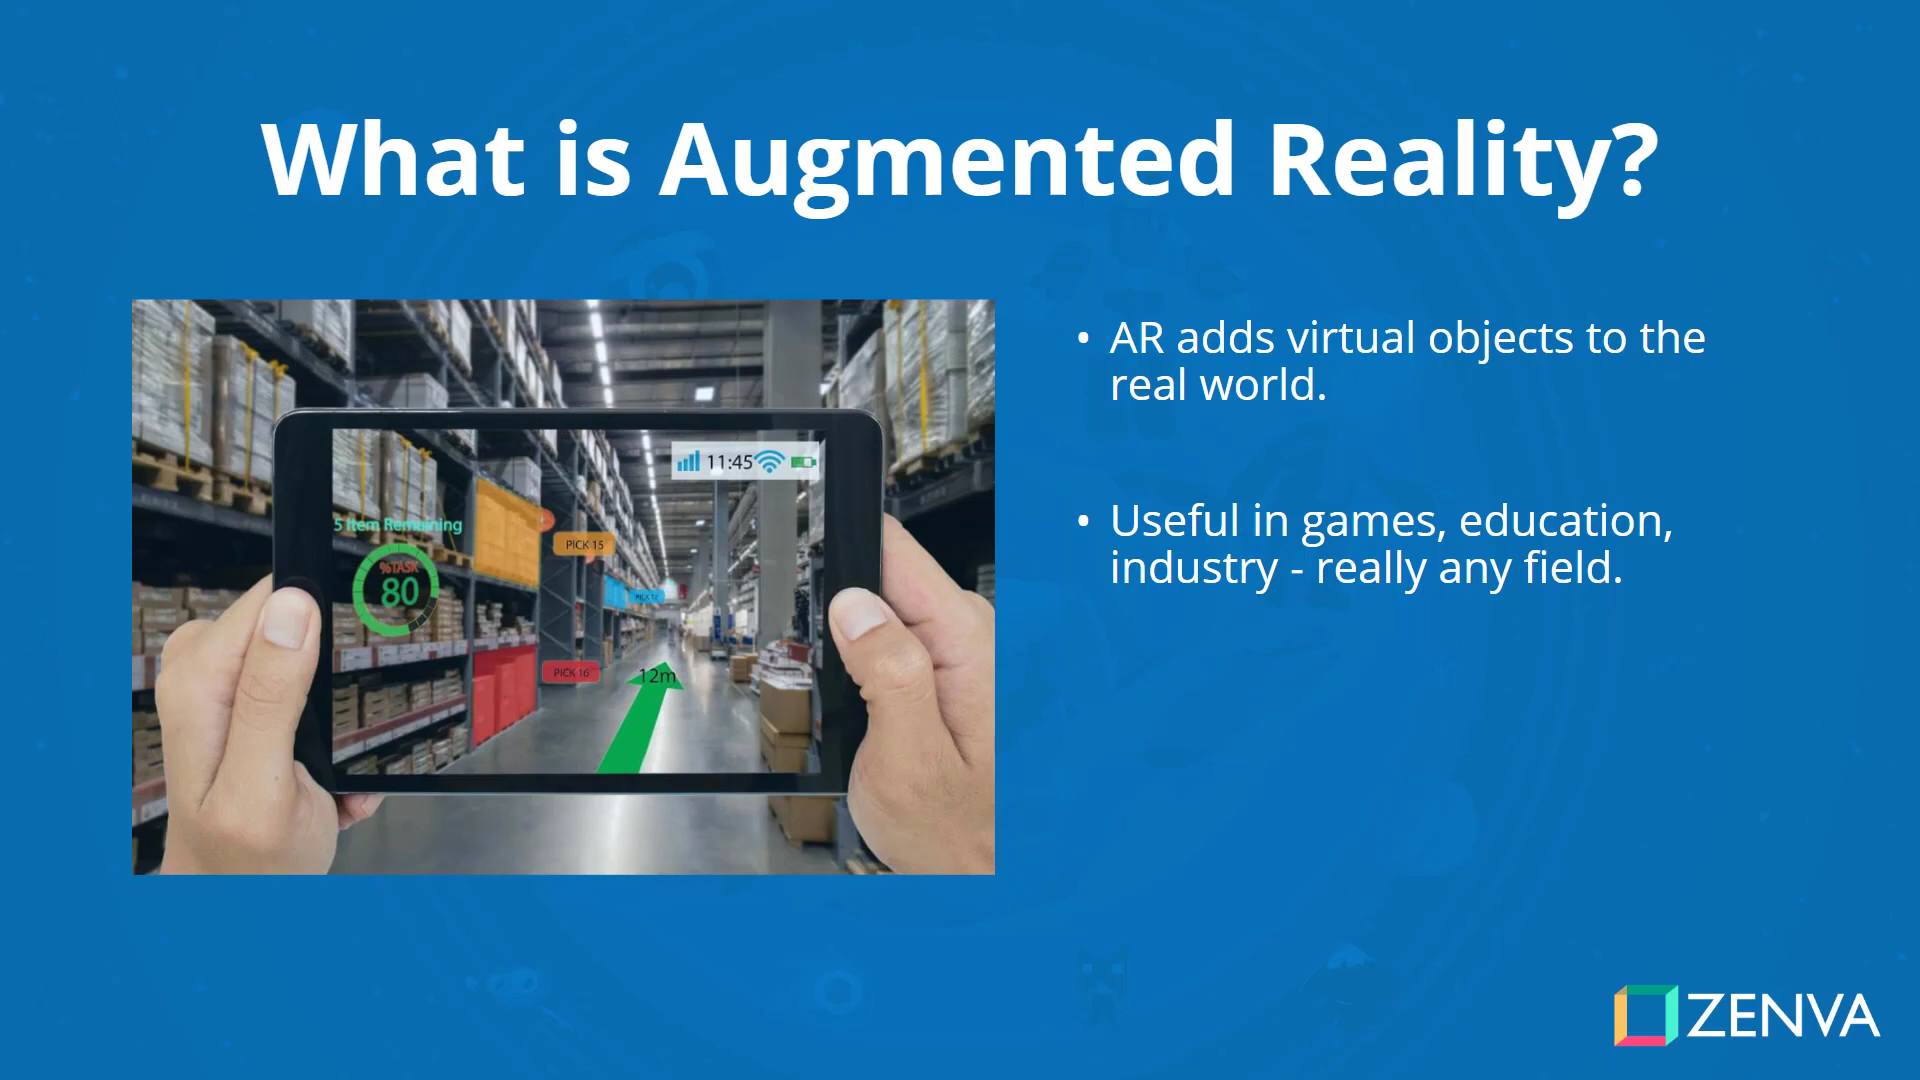 What is Augmented Reality?
• AR adds virtual objects to the
real world.
• Useful in games, education,
industry - really any field.
11:45
5 Item Remaining
%TASK
80
PICK 15
PICK 16
12m
ZENVA